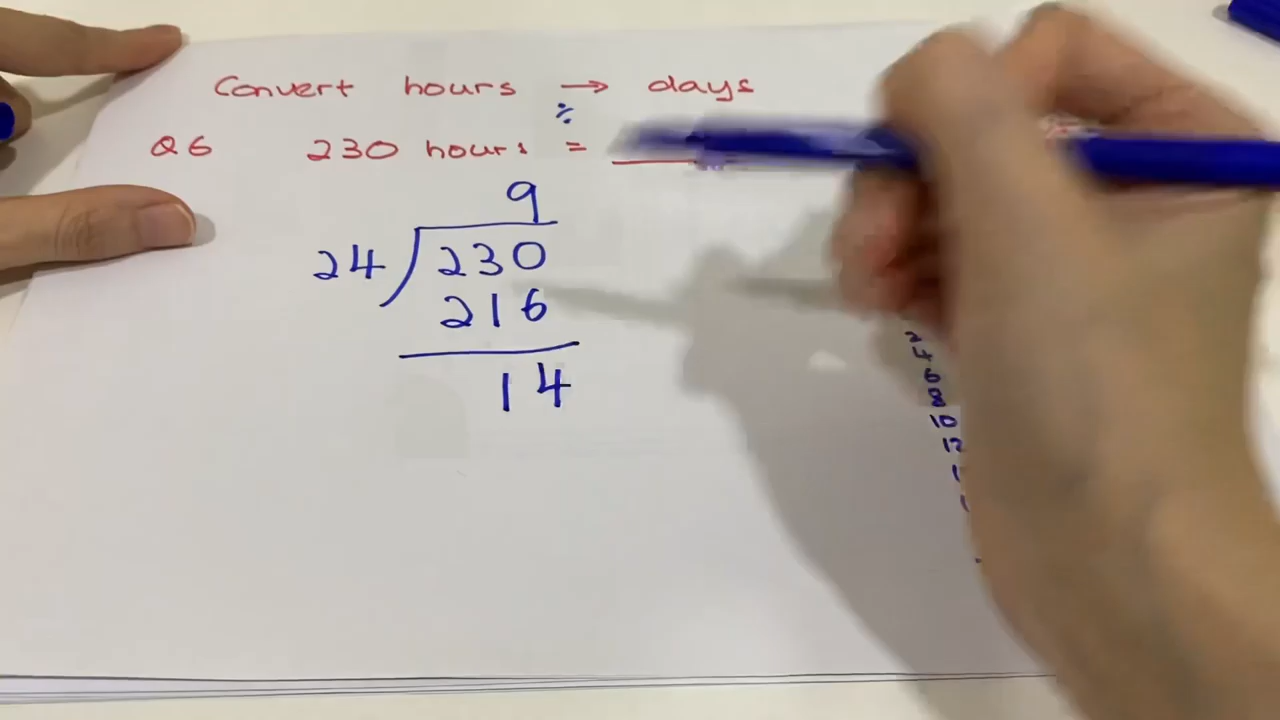 Convert hours → days
÷
Q6 230 hours =
9
24 230
216
14